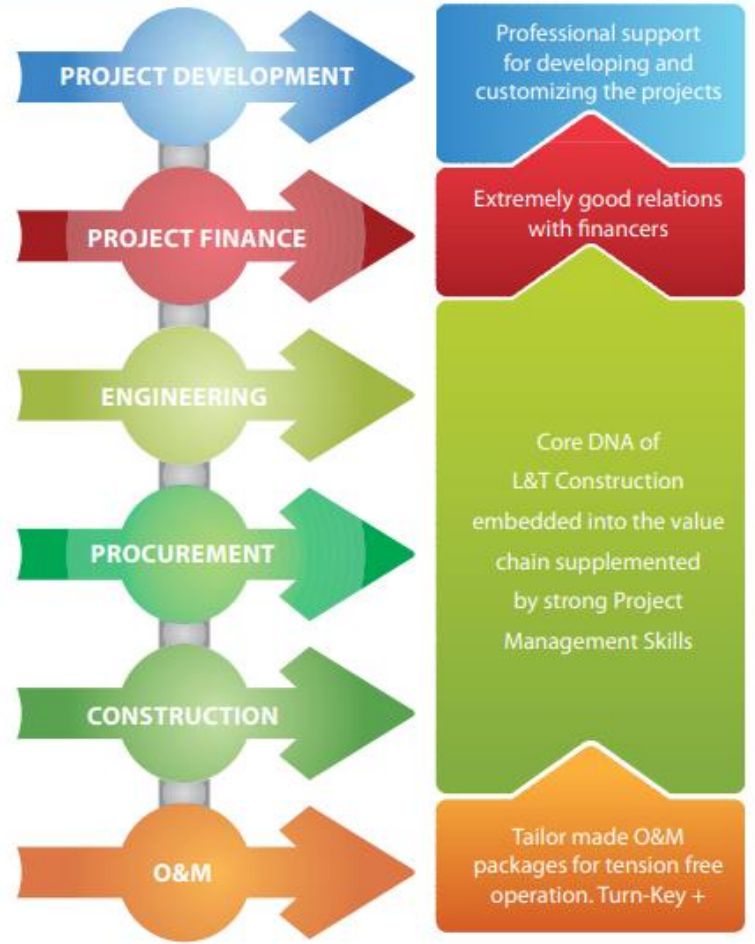 PROJECT DEVELOPMENT
Professional support
for developing and
customizing the projects
PROJECT FINANCE
Extremely good relations
with financers
ENGINEERING
PROCUREMENT
CONSTRUCTION
Core DNA of
L&T Construction
embedded into the value
chain supplemented
by strong Project
Management Skills
O&M
Tailor made O&M
packages for tension free
operation. Turn-Key +